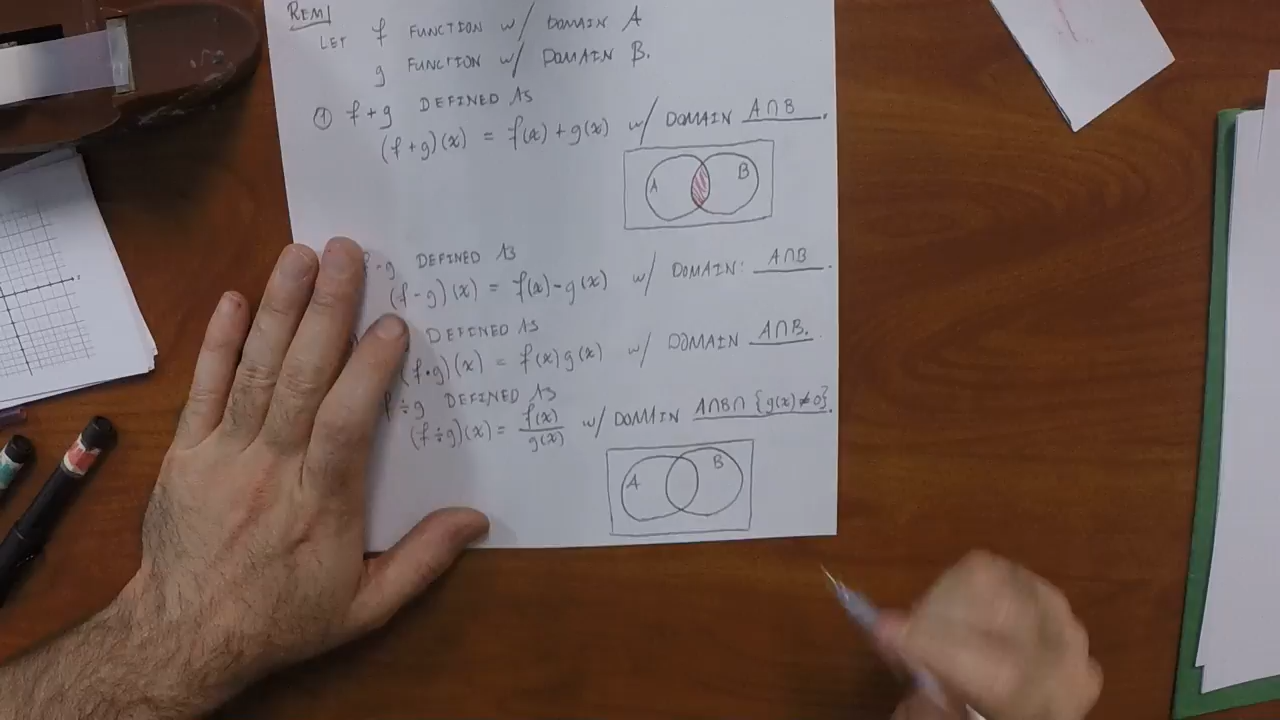 REM
LET f FUNCTION w/ DOMAIN A
g FUNCTION w/ DOMAIN B.
① f+g DEFINED AS
(f+g)(x) = f(x)+g(x) w/ DOMAIN A∩B.
A B
-g DEFINED AS
(f-g)(x) = f(x)-g(x) w/ DOMAIN: A∩B.
DEFINED AS
(f·g)(x) = f(x)g(x) w/ DOMAIN A∩B.
f÷g DEFINED AS
(f÷g)(x) = f(x)/g(x) w/ DOMAIN A∩B∩{g(x)≠0}.
A B